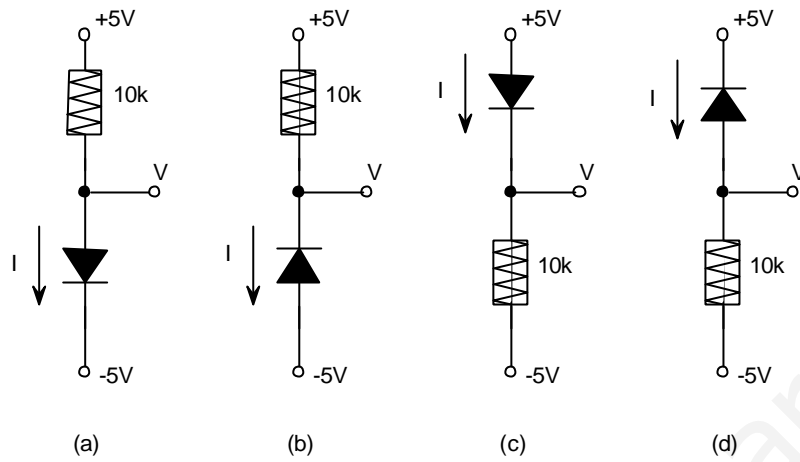 +5V +5V +5V +5V
10k 10k I I
V V V V
I I 10k 10k
-5V -5V -5V -5V
(a) (b) (c) (d)